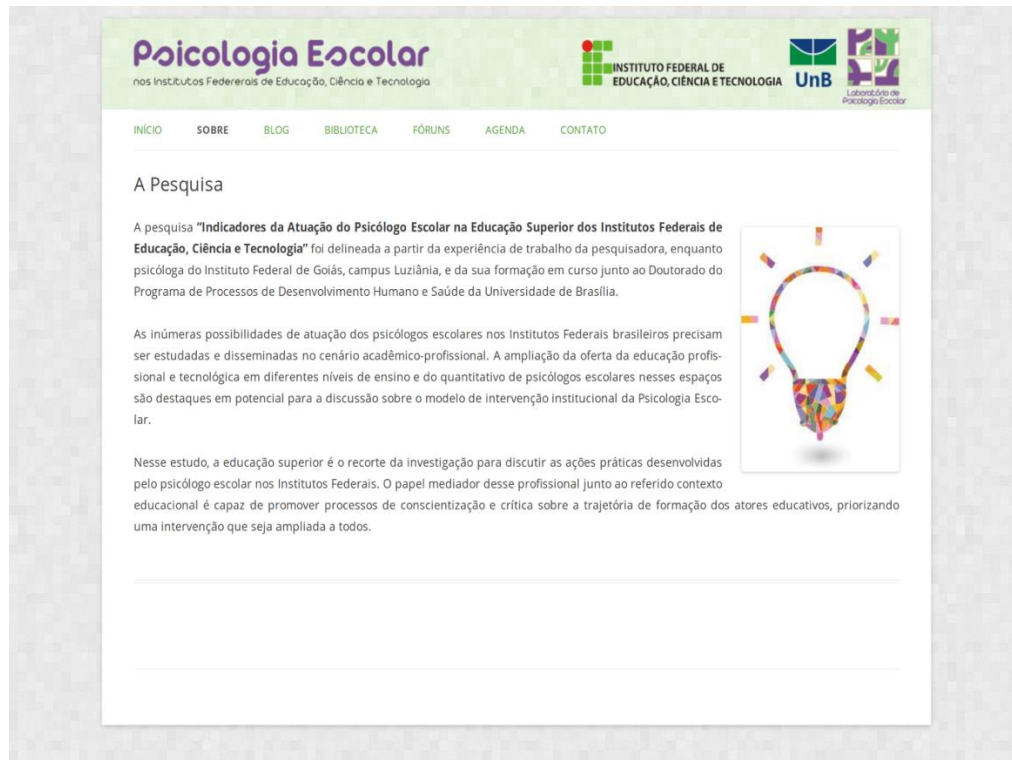 Psicologia Escolar
nos Institutos Federerais de Educação, Ciência e Tecnologia
INSTITUTO FEDERAL DE
EDUCAÇÃO, CIÊNCIA E TECNOLOGIA
UnB
Laboratório de
Psicologia Escolar
INÍCIO SOBRE BLOG BIBLIOTECA FÓRUNS AGENDA CONTATO
A Pesquisa
A pesquisa "Indicadores da Atuação do Psicólogo Escolar na Educação Superior dos Institutos Federais de
Educação, Ciência e Tecnologia" foi delineada a partir da experiência de trabalho da pesquisadora, enquanto
psicóloga do Instituto Federal de Goiás, campus Luziânia, e da sua formação em curso junto ao Doutorado do
Programa de Processos de Desenvolvimento Humano e Saúde da Universidade de Brasília.
As inúmeras possibilidades de atuação dos psicólogos escolares nos Institutos Federais brasileiros precisam
ser estudadas e disseminadas no cenário acadêmico-profissional. A ampliação da oferta da educação profis-
sional e tecnológica em diferentes níveis de ensino e do quantitativo de psicólogos escolares nesses espaços
são destaques em potencial para a discussão sobre o modelo de intervenção institucional da Psicologia Esco-
lar.
Nesse estudo, a educação superior é o recorte da investigação para discutir as ações práticas desenvolvidas
pelo psicólogo escolar nos Institutos Federais. O papel mediador desse profissional junto ao referido contexto
educacional é capaz de promover processos de conscientização e crítica sobre a trajetória de formação dos atores educativos, priorizando
uma intervenção que seja ampliada a todos.